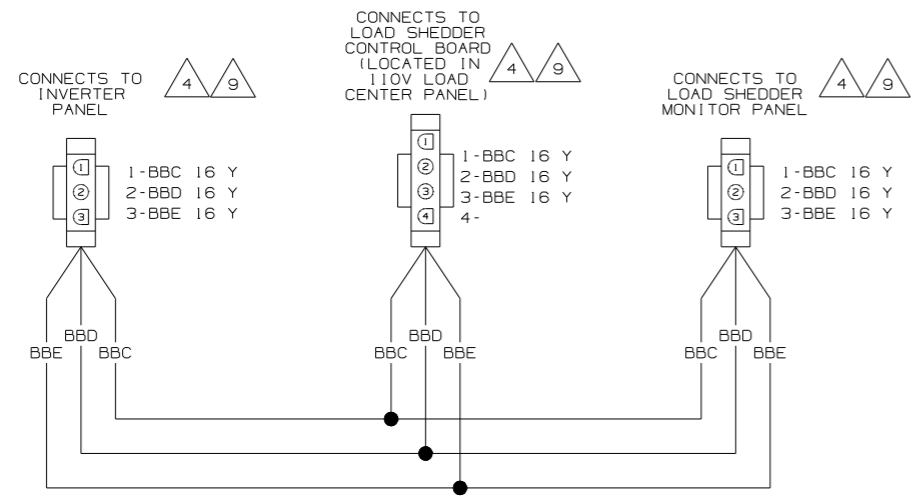 CONNECTS TO
INVERTER
PANEL
4 9
1
2
3
1-BBC 16 Y
2-BBD 16 Y
3-BBE 16 Y
CONNECTS TO
LOAD SHEDDER
CONTROL BOARD
(LOCATED IN
110V LOAD
CENTER PANEL)
4 9
1
2
3
4
1-BBC 16 Y
2-BBD 16 Y
3-BBE 16 Y
4-
CONNECTS TO
LOAD SHEDDER
MONITOR PANEL
4 9
1
2
3
1-BBC 16 Y
2-BBD 16 Y
3-BBE 16 Y
BBE BBD BBC
BBC BBD BBE
BBC BBD BBE